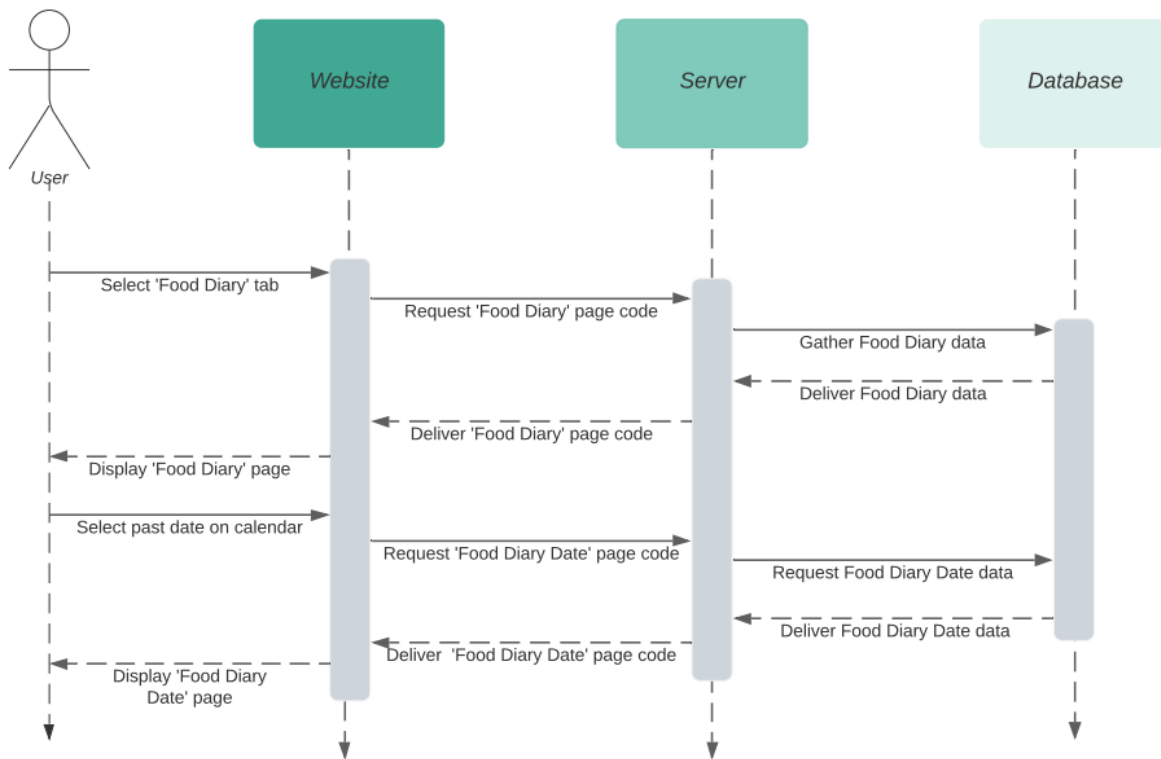 Website
Server
Database
User
Select 'Food Diary' tab
Request 'Food Diary' page code
Gather Food Diary data
Deliver Food Diary data
Deliver 'Food Diary' page code
Display 'Food Diary' page
Select past date on calendar
Request 'Food Diary Date' page code
Request Food Diary Date data
Deliver Food Diary Date data
Deliver  'Food Diary Date' page code
Display 'Food Diary
Date' page